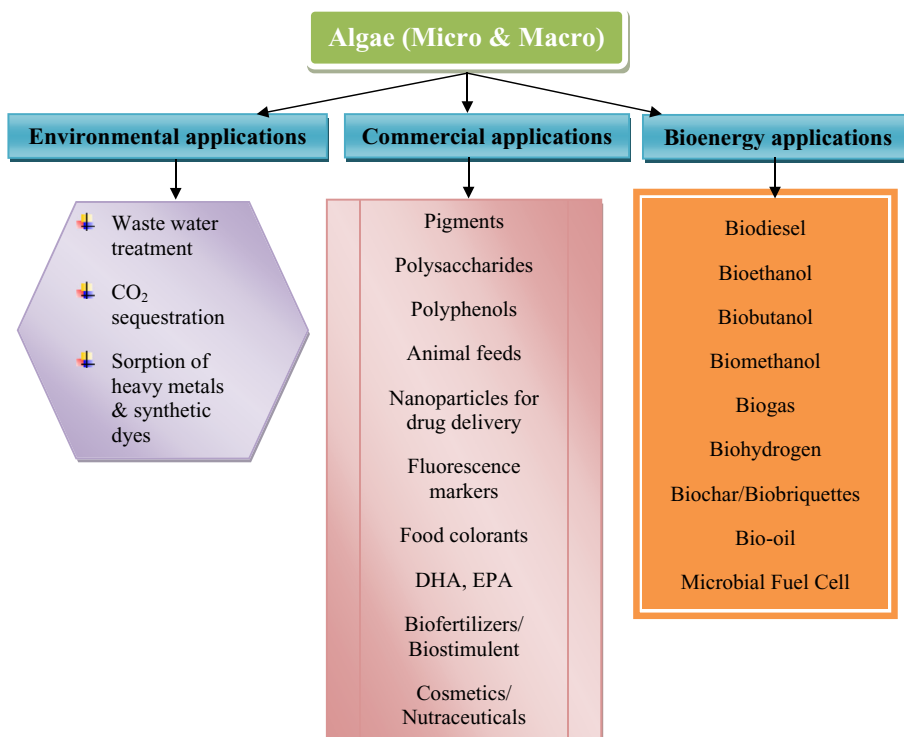 Algae (Micro & Macro)
Environmental applications
Commercial applications
Bioenergy applications
Waste water
treatment
CO₂
sequestration
Sorption of
heavy metals
& synthetic
dyes
Pigments
Polysaccharides
Polyphenols
Animal feeds
Nanoparticles for
drug delivery
Fluorescence
markers
Food colorants
DHA, EPA
Biofertilizers/
Biostimulent
Cosmetics/
Nutraceuticals
Biodiesel
Bioethanol
Biobutanol
Biomethanol
Biogas
Biohydrogen
Biochar/Biobriquettes
Bio-oil
Microbial Fuel Cell